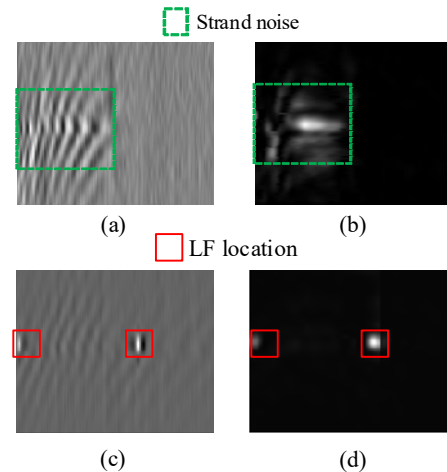 Strand noise
(a)
(b)
LF location
(c)
(d)